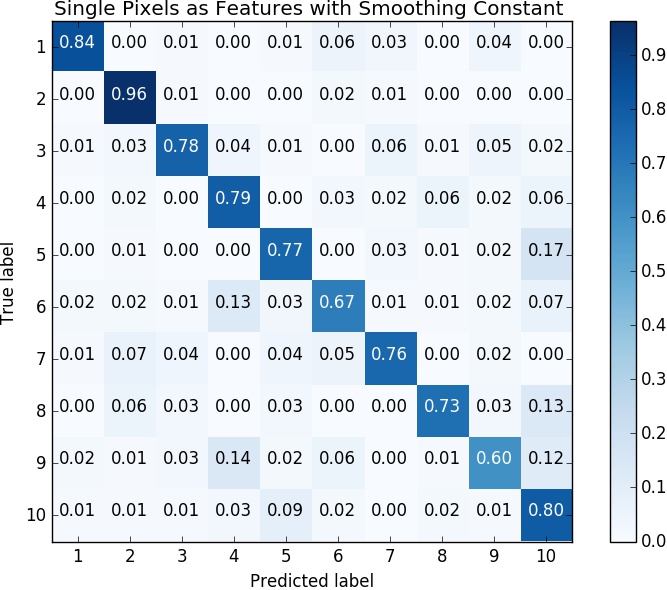 Single Pixels as Features with Smoothing Constant
1 0.84 0.00 0.01 0.00 0.01 0.06 0.03 0.00 0.04 0.00
2 0.00 0.96 0.01 0.00 0.00 0.02 0.01 0.00 0.00 0.00
3 0.01 0.03 0.78 0.04 0.01 0.00 0.06 0.01 0.05 0.02
4 0.00 0.02 0.00 0.79 0.00 0.03 0.02 0.06 0.02 0.06
5 0.00 0.01 0.00 0.00 0.77 0.00 0.03 0.01 0.02 0.17
6 0.02 0.02 0.01 0.13 0.03 0.67 0.01 0.01 0.02 0.07
7 0.01 0.07 0.04 0.00 0.04 0.05 0.76 0.00 0.02 0.00
8 0.00 0.06 0.03 0.00 0.03 0.00 0.00 0.73 0.03 0.13
9 0.02 0.01 0.03 0.14 0.02 0.06 0.00 0.01 0.60 0.12
10 0.01 0.01 0.01 0.03 0.09 0.02 0.00 0.02 0.01 0.80
1 2 3 4 5 6 7 8 9 10
Predicted label
True label
0.9
0.8
0.7
0.6
0.5
0.4
0.3
0.2
0.1
0.0